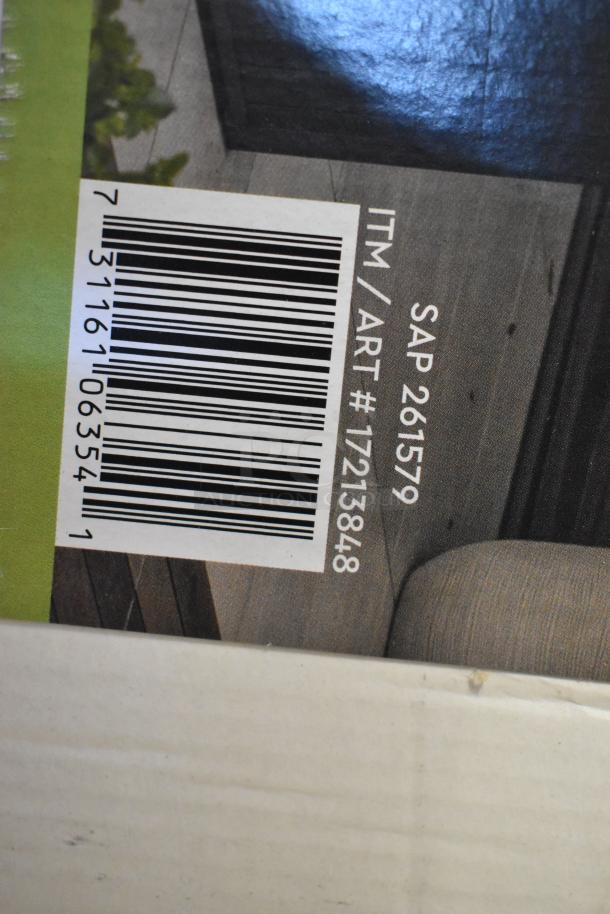 SAP 261579
ITM / ART # 17213848
7 31161 06354 1